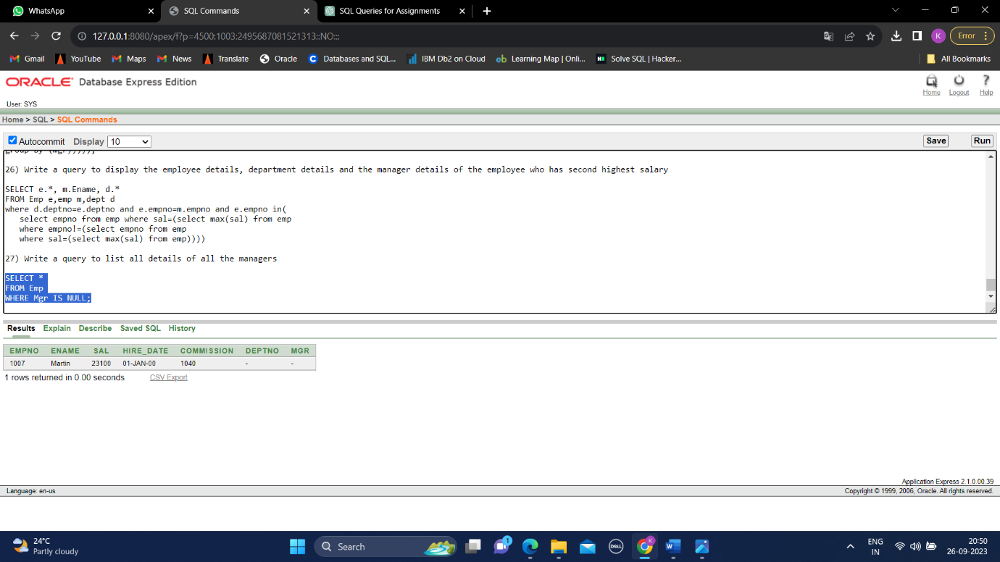 WhatsApp
SQL Commands
SQL Queries for Assignments
127.0.0.1:8080/apex/f?p=4500:1003:2495687081521313::NO:::
K
Error
Gmail
YouTube
Maps
News
Translate
Oracle
Databases and SQL...
IBM Db2 on Cloud
Learning Map | Onli...
Solve SQL | Hacker...
All Bookmarks
ORACLE Database Express Edition
Home
Logout
Help
User: SYS
Home > SQL > SQL Commands
Autocommit Display 10
Save
Run
group by (mgr)))));
26) Write a query to display the employee details, department details and the manager details of the employee who has second highest salary
SELECT e.*, m.Ename, d.*
FROM Emp e,emp m,dept d
where d.deptno=e.deptno and e.empno=m.empno and e.empno in(
select empno from emp where sal=(select max(sal) from emp
where empno!=(select empno from emp
where sal=(select max(sal) from emp))))
27) Write a query to list all details of all the managers
SELECT *
FROM Emp
WHERE Mgr IS NULL;
Results Explain Describe Saved SQL History
EMPNO ENAME SAL HIRE_DATE COMMISSION DEPTNO MGR
1007 Martin 23100 01-JAN-00 1040 - -
1 rows returned in 0.00 seconds CSV Export
Application Express 2.1.0.00.39
Language: en-us
Copyright © 1999, 2006, Oracle. All rights reserved.
24°C
Partly cloudy
Search
1
DELL
K
W
ENG
IN
20:50
26-09-2023